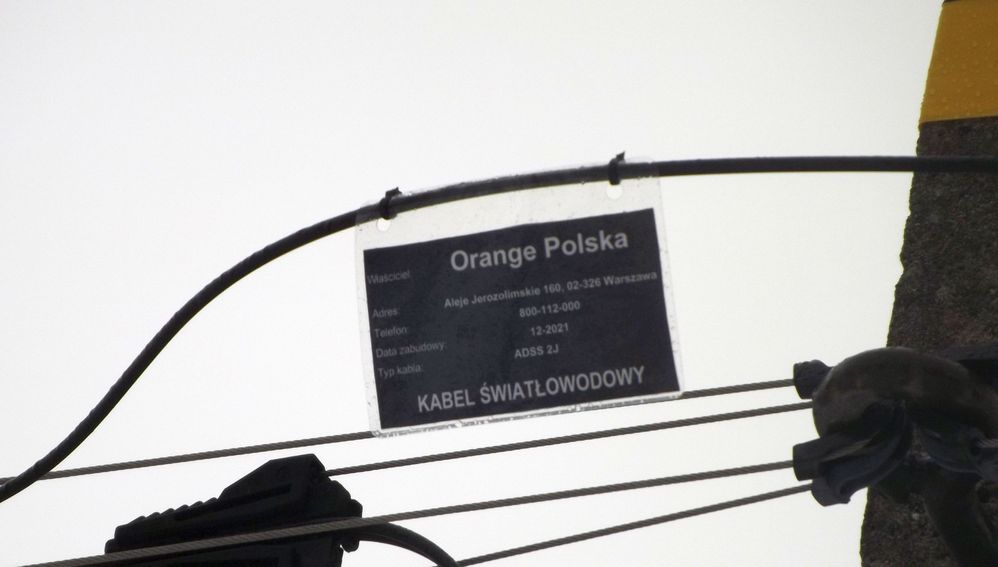 Właściciel: Orange Polska
Adres: Aleje Jerozolimskie 160, 02-326 Warszawa
Telefon: 800-112-000
Data zabudowy: 12-2021
Typ kabla: ADSS 2J
KABEL ŚWIATŁOWODOWY